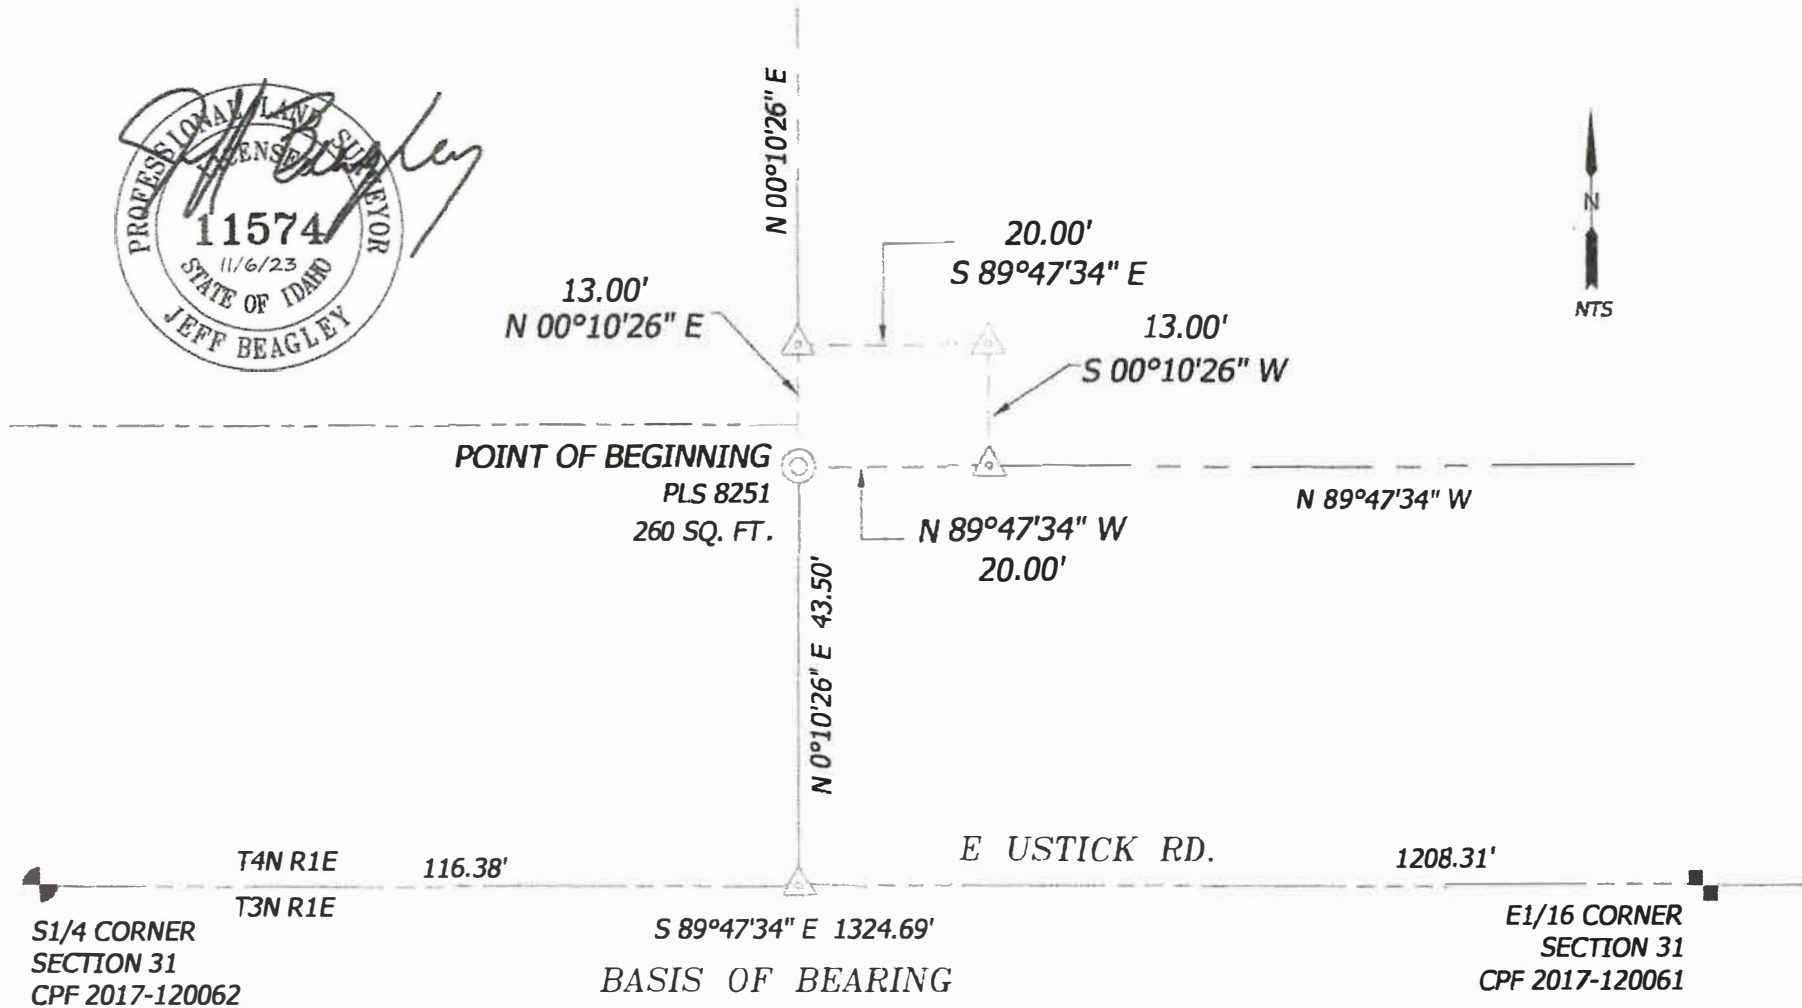 PROFESSIONAL LAND SURVEYOR
LICENSED
11574
11/6/23
STATE OF IDAHO
JEFF BEAGLEY
Jeff Beagley
N 00°10'26" E
20.00'
S 89°47'34" E
13.00'
N 00°10'26" E
13.00'
S 00°10'26" W
N
NTS
POINT OF BEGINNING
PLS 8251
260 SQ. FT.
N 89°47'34" W
N 89°47'34" W
20.00'
N 0°10'26" E 43.50'
E USTICK RD.
T4N R1E
116.38'
1208.31'
T3N R1E
S1/4 CORNER
SECTION 31
CPF 2017-120062
S 89°47'34" E 1324.69'
BASIS OF BEARING
E1/16 CORNER
SECTION 31
CPF 2017-120061